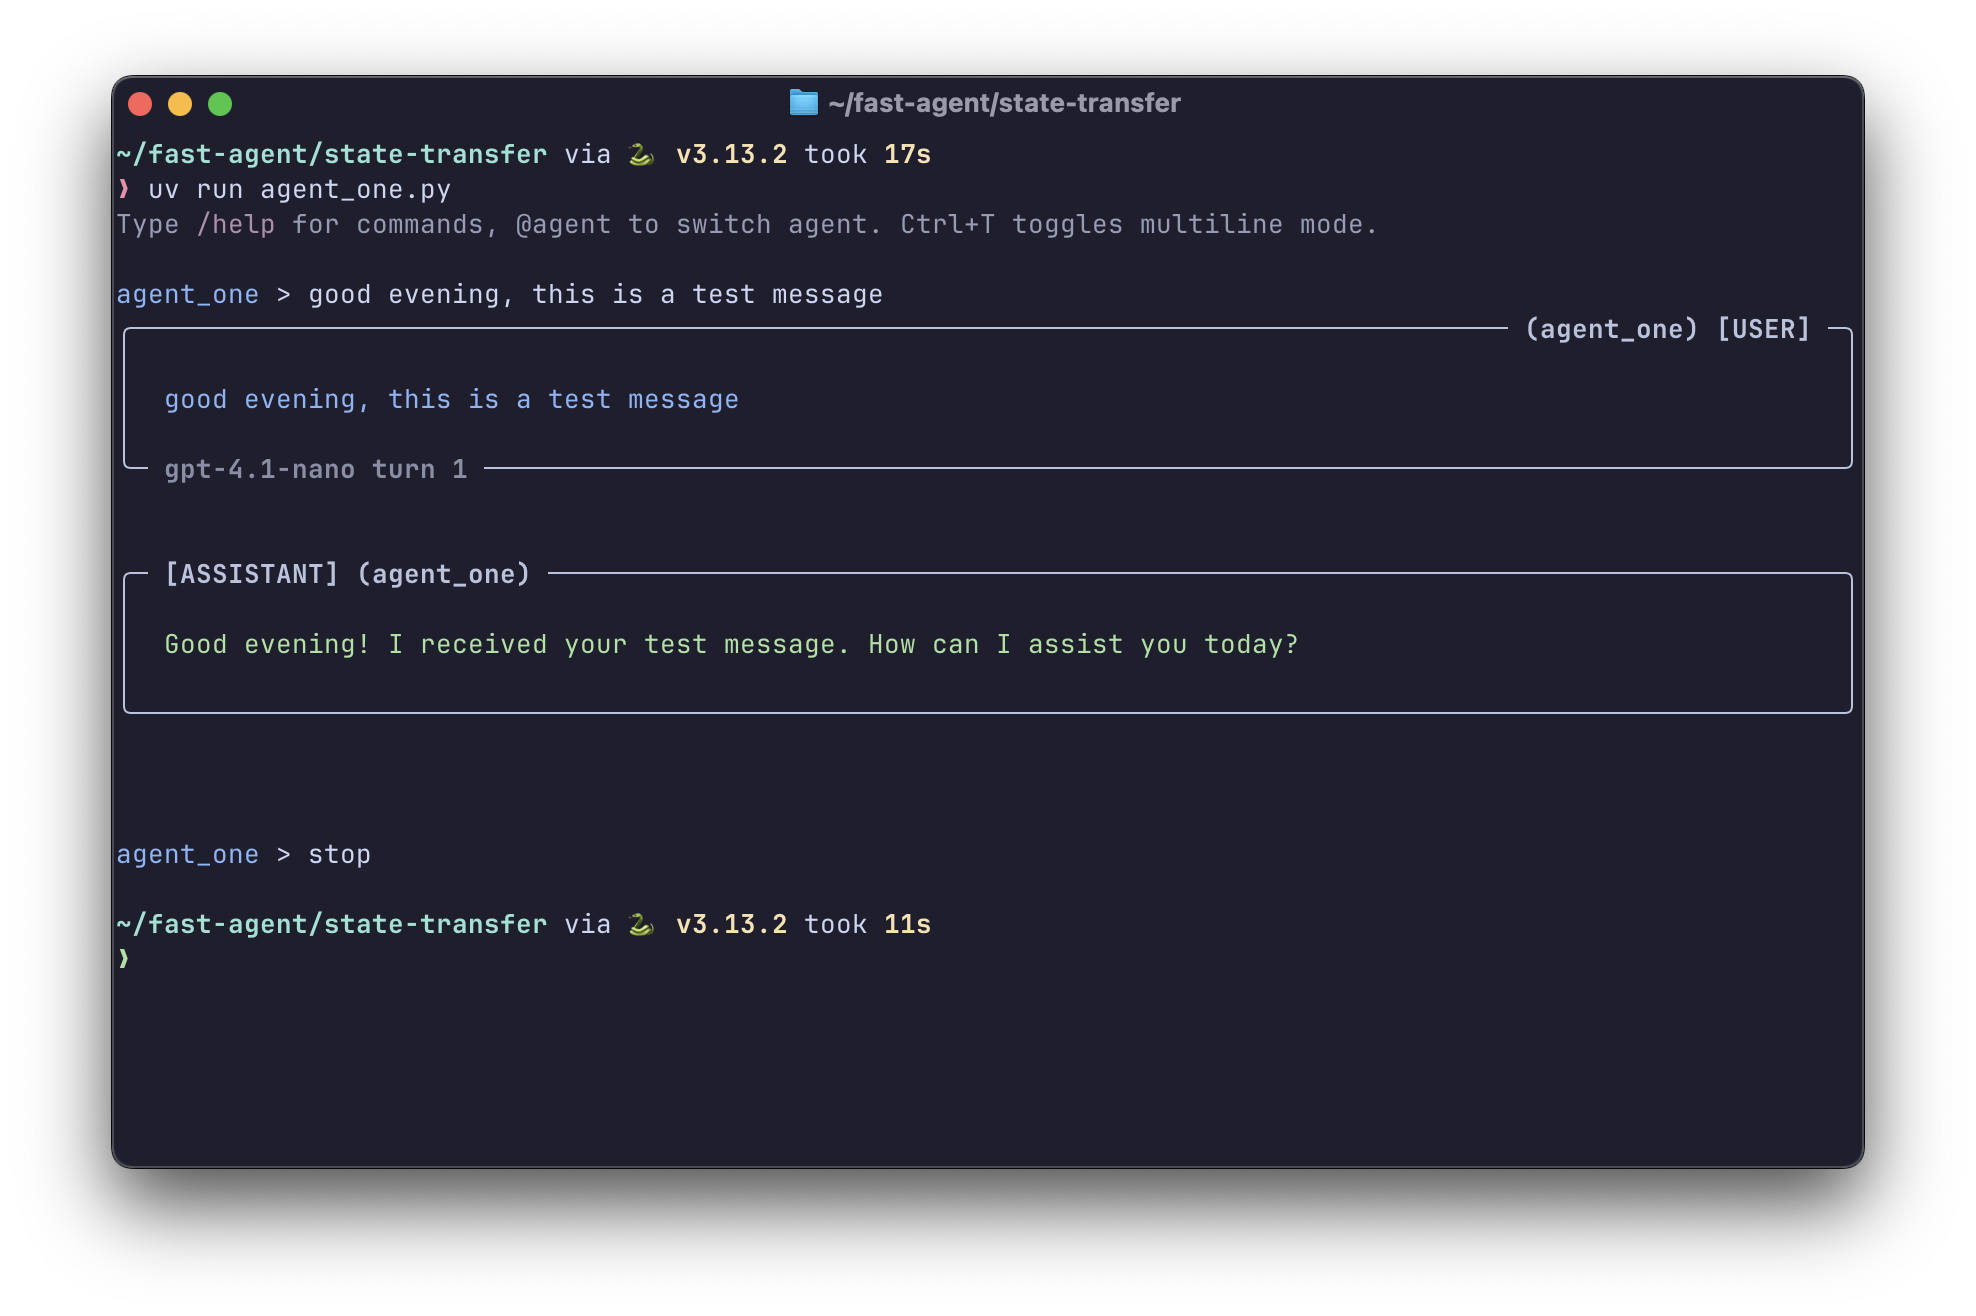 ~/fast-agent/state-transfer
~/fast-agent/state-transfer via 🐍 v3.13.2 took 17s
❱ uv run agent_one.py
Type /help for commands, @agent to switch agent. Ctrl+T toggles multiline mode.
agent_one > good evening, this is a test message
(agent_one) [USER]
good evening, this is a test message
gpt-4.1-nano turn 1
[ASSISTANT] (agent_one)
Good evening! I received your test message. How can I assist you today?
agent_one > stop
~/fast-agent/state-transfer via 🐍 v3.13.2 took 11s
❱